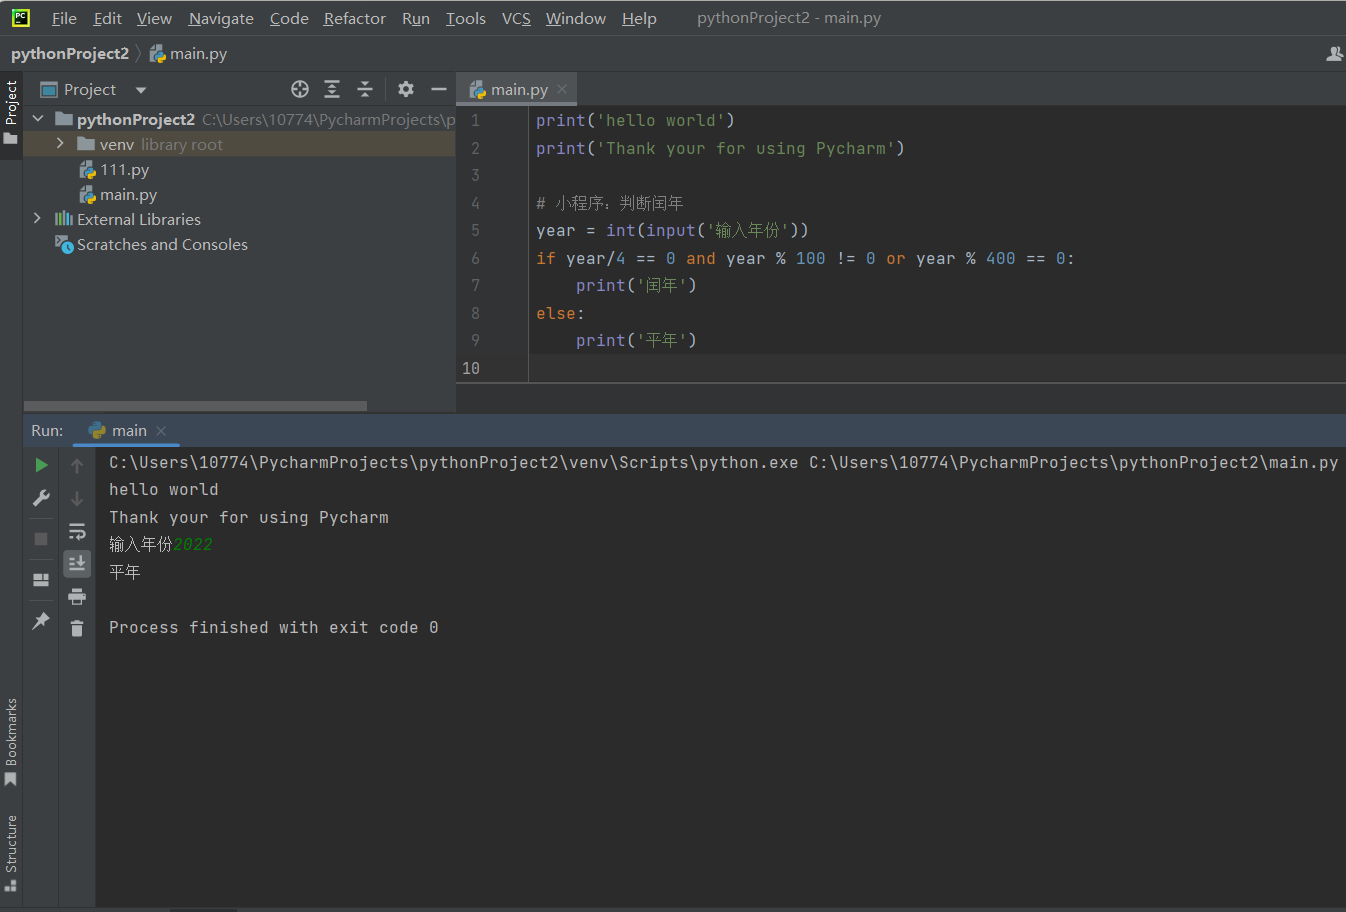 PC
File Edit View Navigate Code Refactor Run Tools VCS Window Help pythonProject2 - main.py
pythonProject2 main.py
Project
Project
main.py
pythonProject2 C:\Users\10774\PycharmProjects\p
venv library root
111.py
main.py
External Libraries
Scratches and Consoles
1 print('hello world')
2 print('Thank your for using Pycharm')
3
4 # 小程序：判断闰年
5 year = int(input('输入年份'))
6 if year/4 == 0 and year % 100 != 0 or year % 400 == 0:
7 print('闰年')
8 else:
9 print('平年')
10
Run: main
C:\Users\10774\PycharmProjects\pythonProject2\venv\Scripts\python.exe C:\Users\10774\PycharmProjects\pythonProject2\main.py
hello world
Thank your for using Pycharm
输入年份2022
平年
Process finished with exit code 0
Bookmarks
Structure